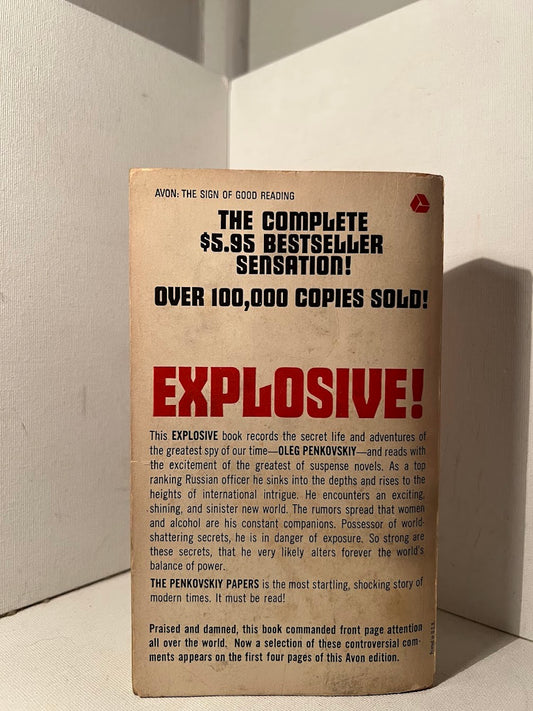 AVON: THE SIGN OF GOOD READING
THE COMPLETE
$5.95 BESTSELLER
SENSATION!
OVER 100,000 COPIES SOLD!
EXPLOSIVE!
This EXPLOSIVE book records the secret life and adventures of
the greatest spy of our time—OLEG PENKOVSKIY—and reads with
the excitement of the greatest of suspense novels. As a top
ranking Russian officer he sinks into the depths and rises to the
heights of international intrigue. He encounters an exciting,
shining, and sinister new world. The rumors spread that women
and alcohol are his constant companions. Possessor of world-
shattering secrets, he is in danger of exposure. So strong are
these secrets, that he very likely alters forever the world's
balance of power.
THE PENKOVSKIY PAPERS is the most startling, shocking story of
modern times. It must be read!
Praised and damned, this book commanded front page attention
all over the world. Now a selection of these controversial com-
ments appears on the first four pages of this Avon edition.
Printed in U.S.A.